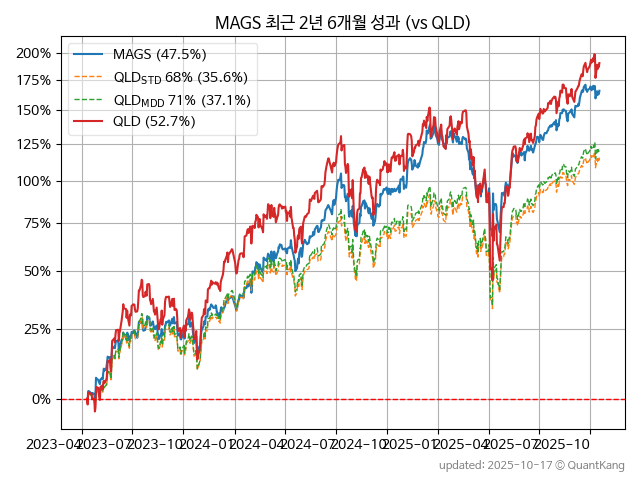 MAGS 최근 2년 6개월 성과 (vs QLD)
MAGS (47.5%)
QLD_STD 68% (35.6%)
QLD_MDD 71% (37.1%)
QLD (52.7%)
200%
175%
150%
125%
100%
75%
50%
25%
0%
2023-04 2023-07 2023-10 2024-01 2024-04 2024-07 2024-10 2025-01 2025-04 2025-07 2025-10
updated: 2025-10-17 © QuantKang